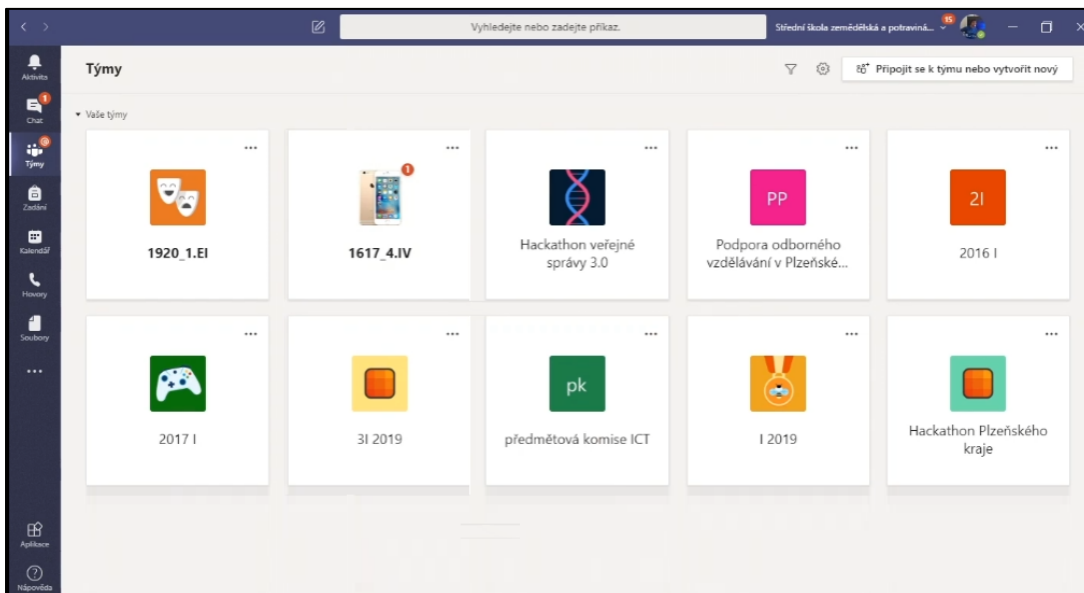 Vyhledejte nebo zadejte příkaz.
Střední škola zemědělská a potraviná...
15
Aktivita
Chat
1
Týmy
Zadání
Kalendář
Hovory
Soubory
Aplikace
Nápověda
Týmy
Připojit se k týmu nebo vytvořit nový
Vaše týmy
1920_1.EI
1
1617_4.IV
Hackathon veřejné
správy 3.0
PP
Podpora odborného
vzdělávání v Plzeňské...
2I
2016 I
2017 I
3I 2019
pk
předmětová komise ICT
I 2019
Hackathon Plzeňského
kraje